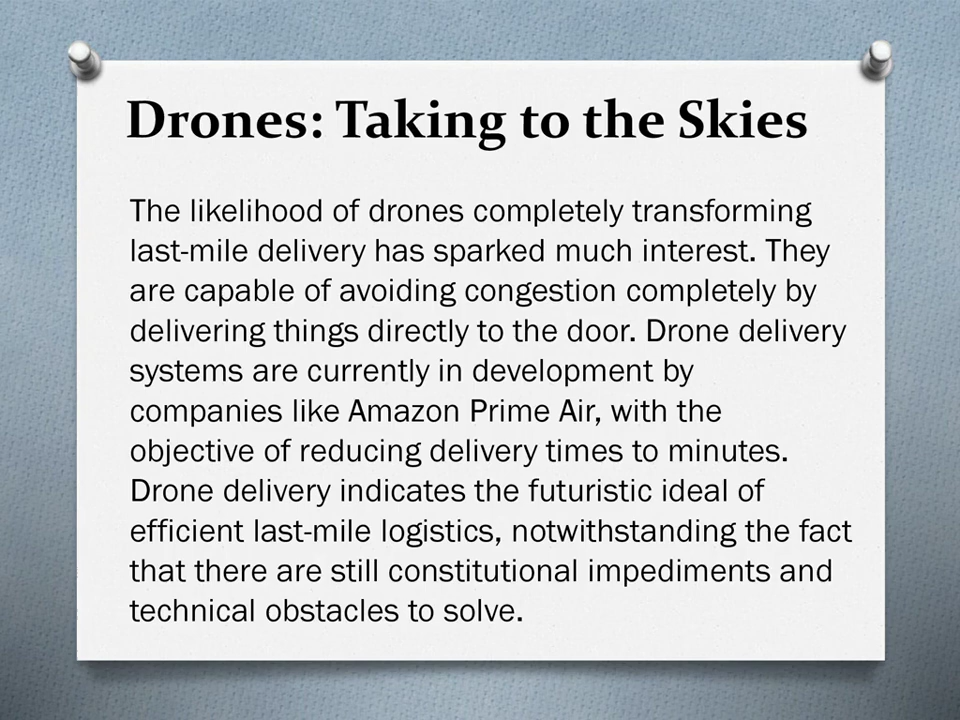 Drones: Taking to the Skies
The likelihood of drones completely transforming
last-mile delivery has sparked much interest. They
are capable of avoiding congestion completely by
delivering things directly to the door. Drone delivery
systems are currently in development by
companies like Amazon Prime Air, with the
objective of reducing delivery times to minutes.
Drone delivery indicates the futuristic ideal of
efficient last-mile logistics, notwithstanding the fact
that there are still constitutional impediments and
technical obstacles to solve.